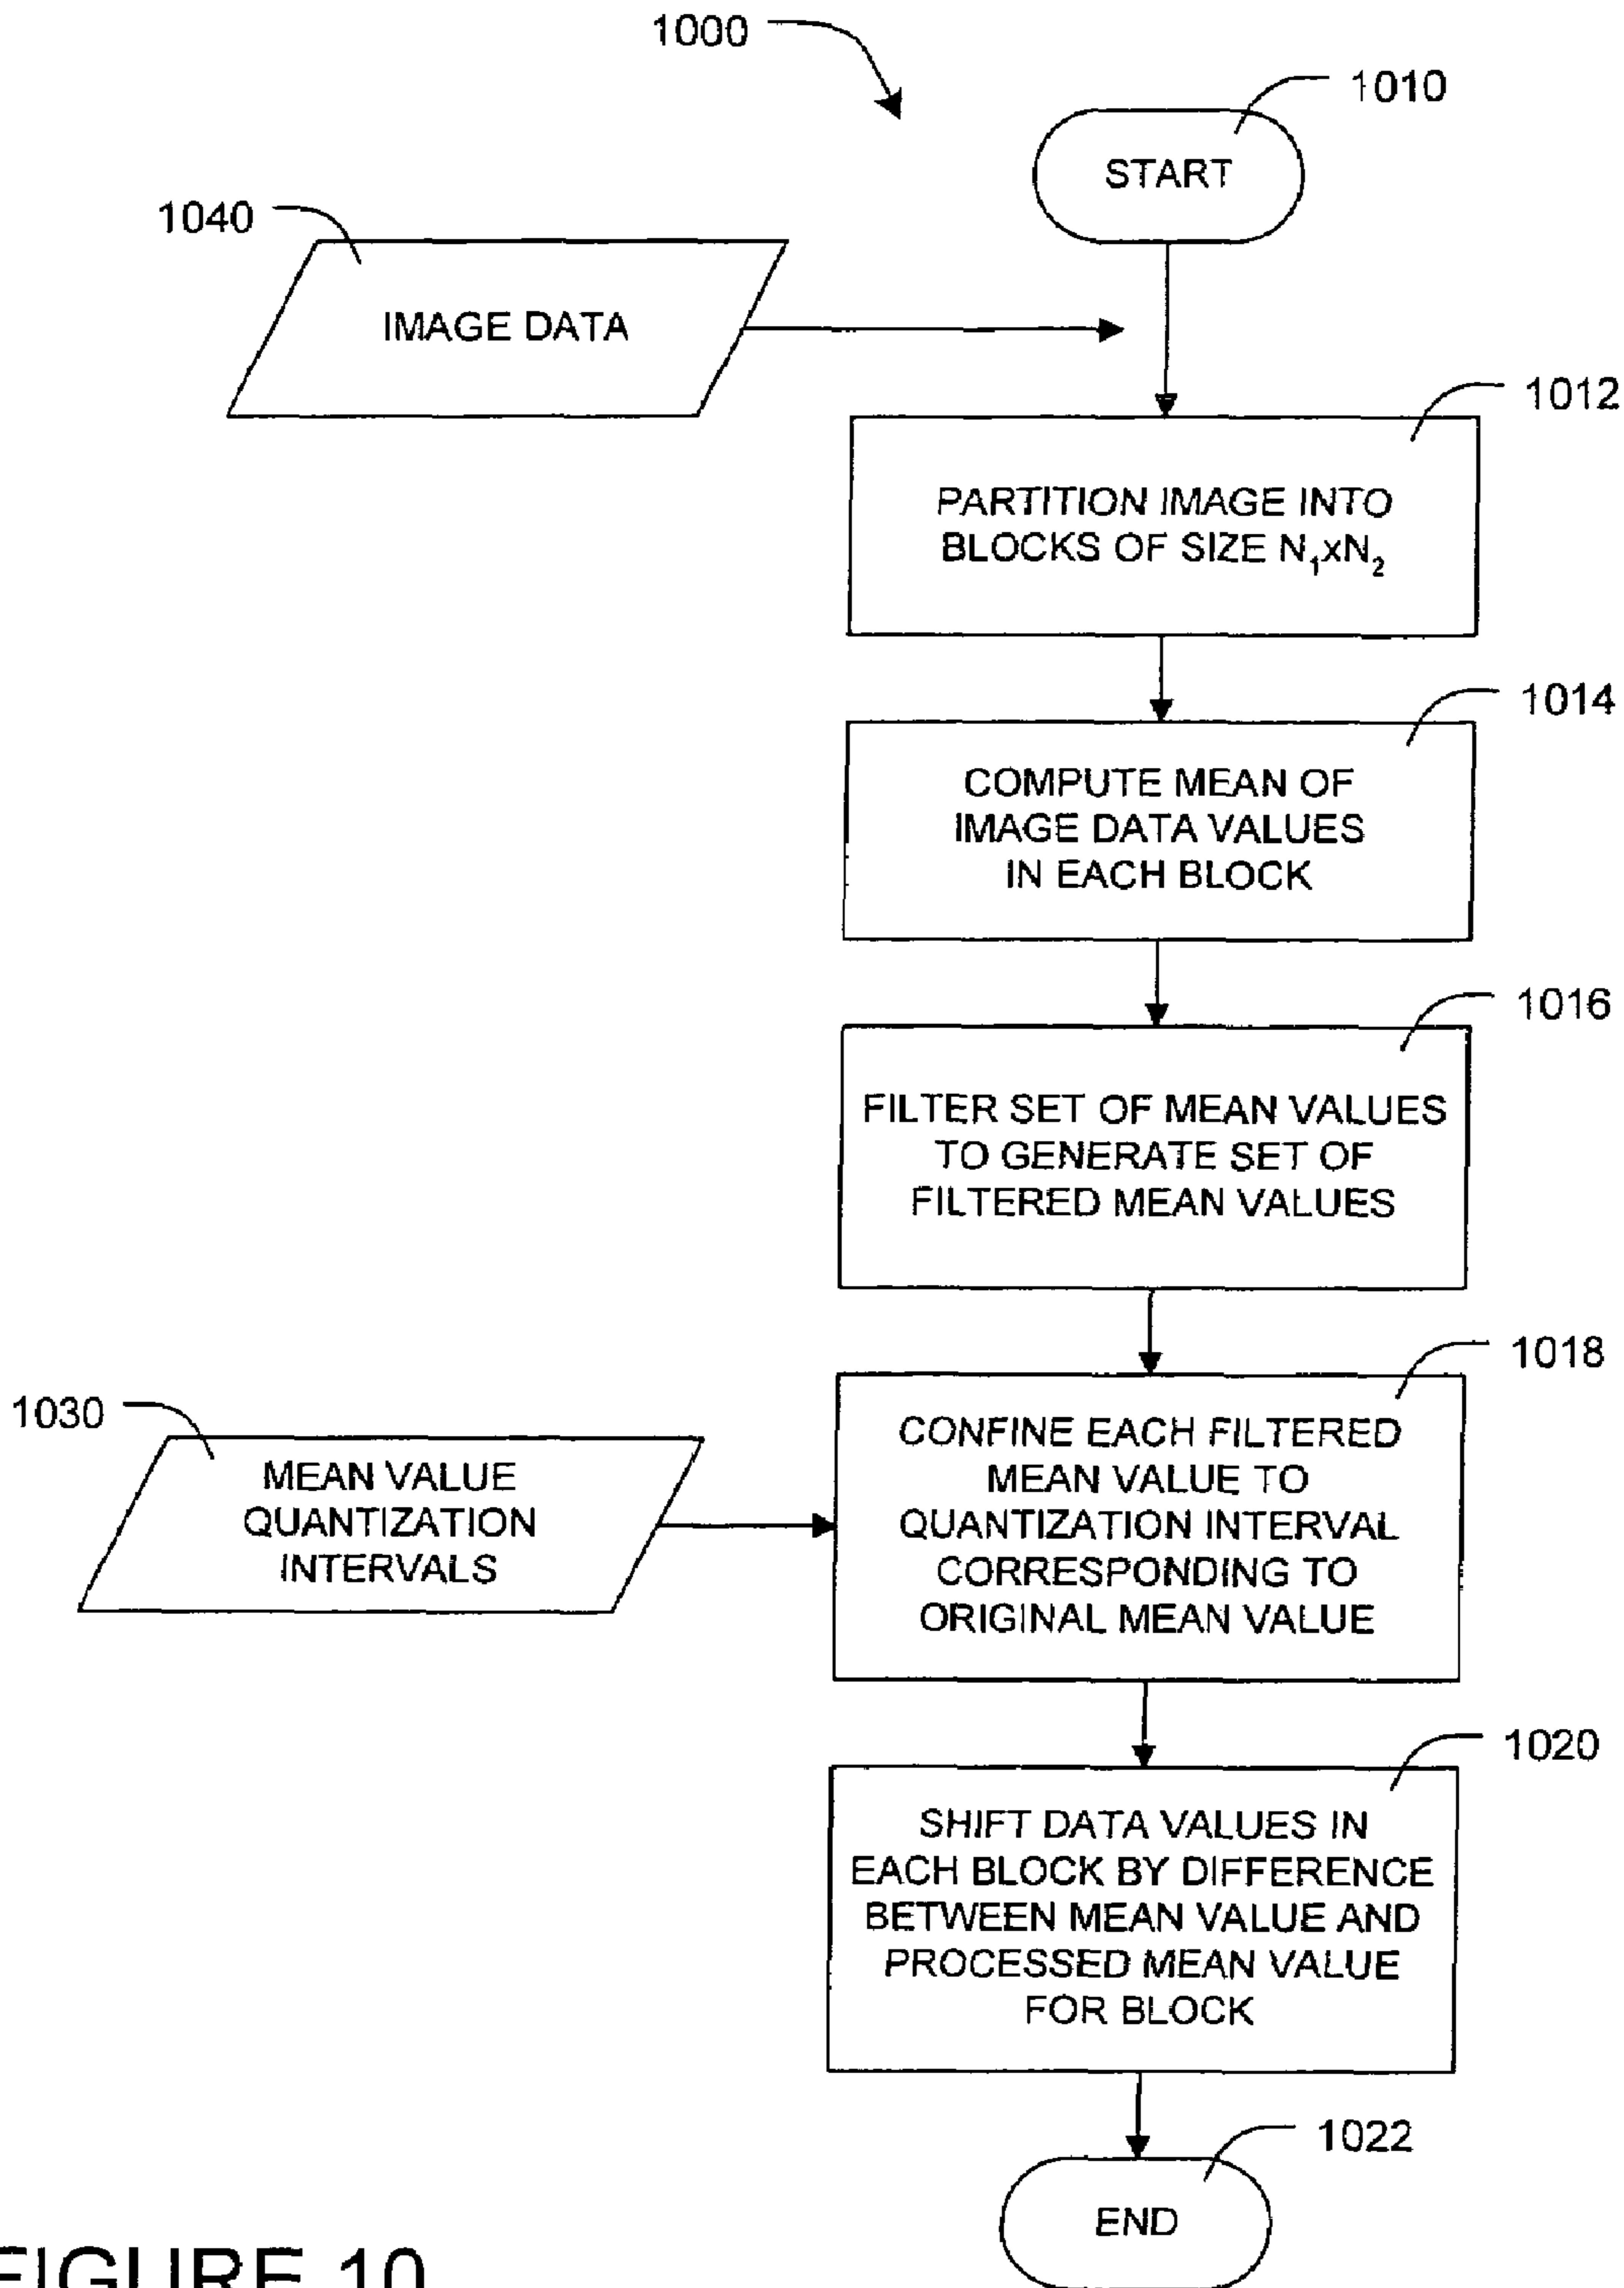 1000
1010
START
1040
IMAGE DATA
1012
PARTITION IMAGE INTO
BLOCKS OF SIZE N₁xN₂
1014
COMPUTE MEAN OF
IMAGE DATA VALUES
IN EACH BLOCK
1016
FILTER SET OF MEAN VALUES
TO GENERATE SET OF
FILTERED MEAN VALUES
1018
1030
MEAN VALUE
QUANTIZATION
INTERVALS
CONFINE EACH FILTERED
MEAN VALUE TO
QUANTIZATION INTERVAL
CORRESPONDING TO
ORIGINAL MEAN VALUE
1020
SHIFT DATA VALUES IN
EACH BLOCK BY DIFFERENCE
BETWEEN MEAN VALUE AND
PROCESSED MEAN VALUE
FOR BLOCK
1022
END
FIGURE 10